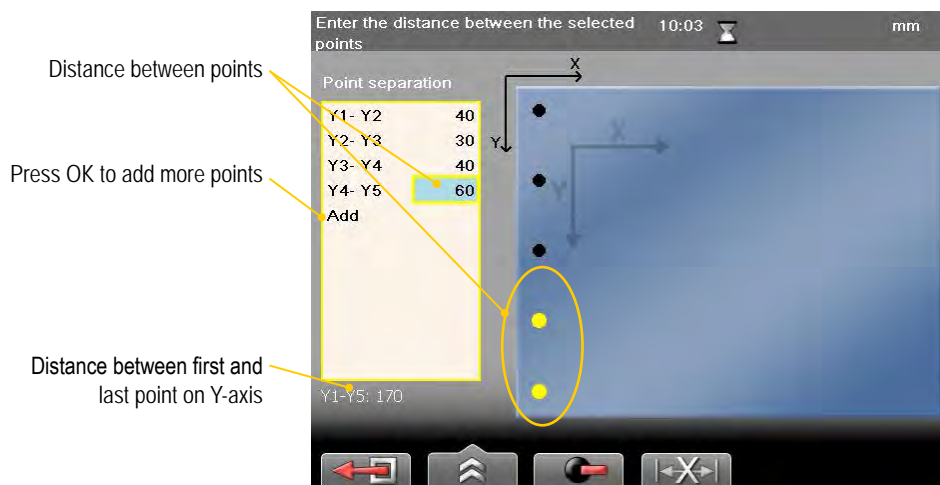 Enter the distance between the selected 10:03 mm
points
Distance between points
Point separation
X
Y1- Y2 40
Y2- Y3 30
Y
X
Y3- Y4 40
Press OK to add more points
Y4- Y5 60
Y
Add
Distance between first and
last point on Y-axis
Y1-Y5: 170
X